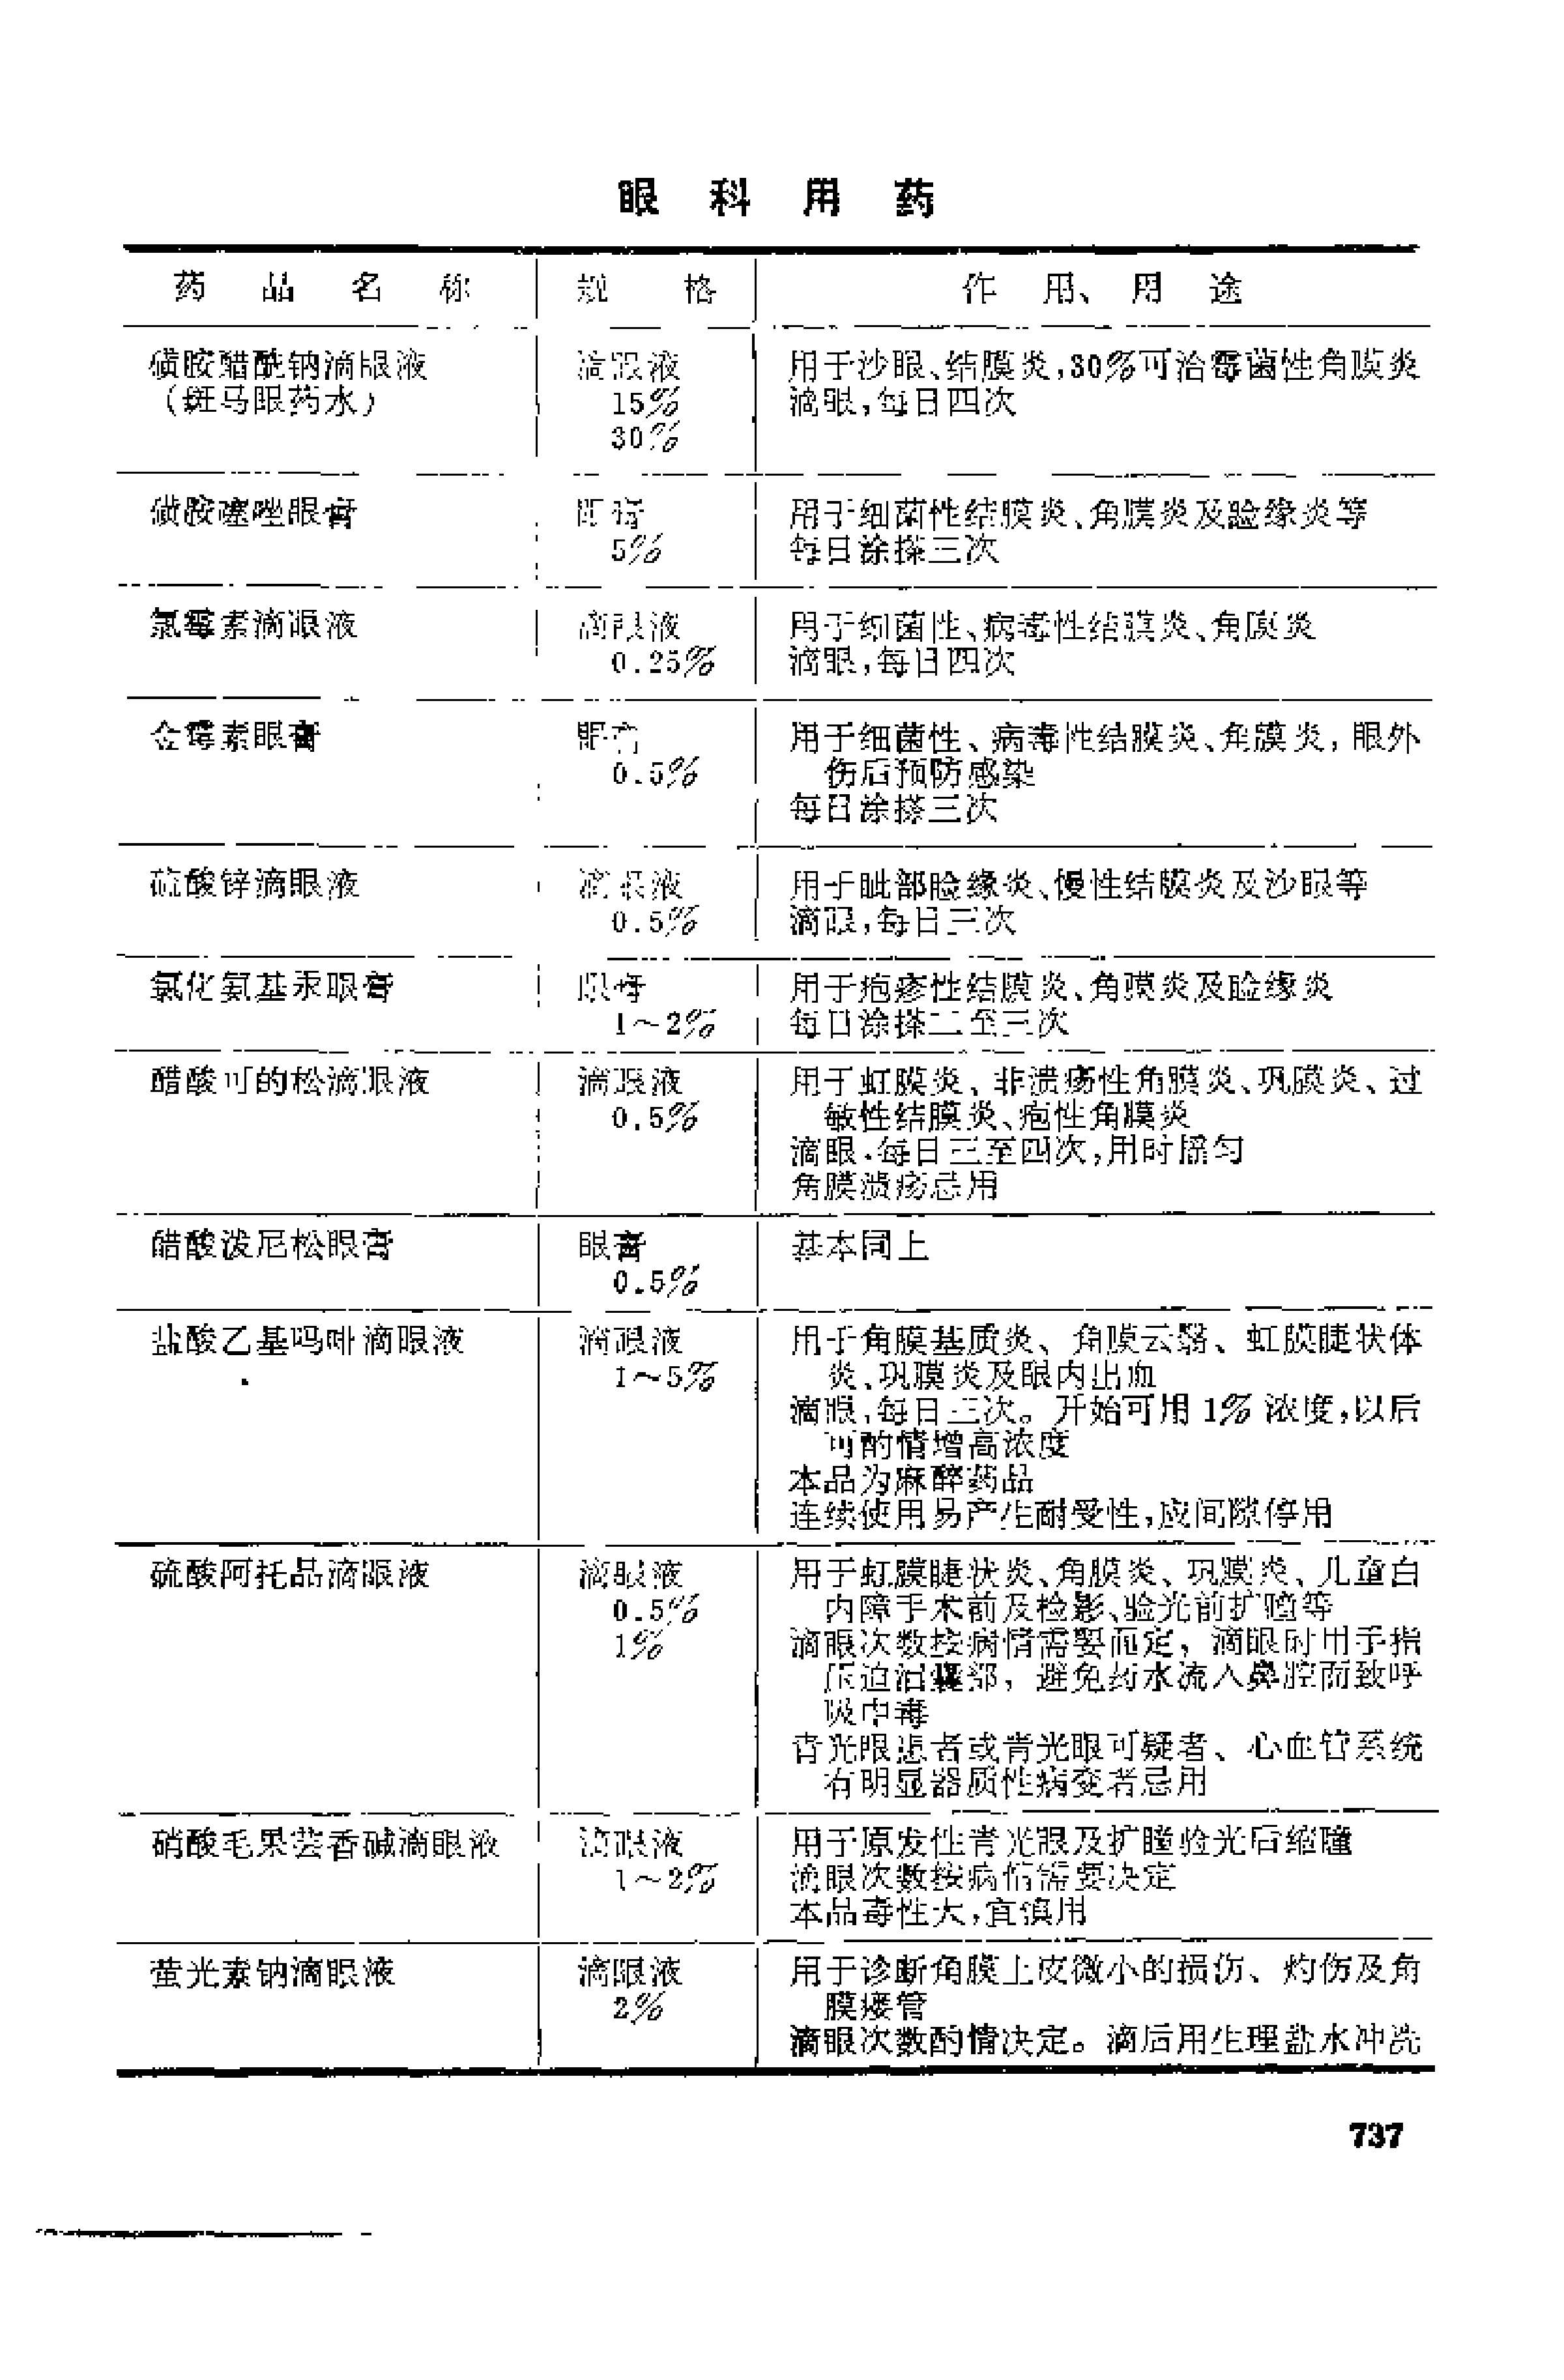 眼科用药
药品名称 规格 作用、用途
磺胺醋酰钠滴眼液 滴眼液 用于沙眼、结膜炎,30%可治霉菌性角膜炎
(斑马眼药水) 15% 滴眼,每日四次
30%
磺胺噻唑眼膏 眼膏 用于细菌性结膜炎、角膜炎及睑缘炎等
5% 每日涂搽三次
氯霉素滴眼液 滴眼液 用于细菌性、病毒性结膜炎、角膜炎
0.25% 滴眼,每日四次
金霉素眼膏 眼膏 用于细菌性、病毒性结膜炎、角膜炎,眼外
0.5% 伤后预防感染
每日涂搽三次
硫酸锌滴眼液 滴眼液 用于眦部睑缘炎、慢性结膜炎及沙眼等
0.5% 滴眼,每日三次
氯化氨基汞眼膏 眼膏 用于疱疹性结膜炎、角膜炎及睑缘炎
1~2% 每日涂搽二至三次
醋酸可的松滴眼液 滴眼液 用于虹膜炎、非溃疡性角膜炎、巩膜炎、过
0.5% 敏性结膜炎、疱性角膜炎
滴眼.每日三至四次,用时摇匀
角膜溃疡忌用
醋酸泼尼松眼膏 眼膏 基本同上
0.5%
盐酸乙基吗啡滴眼液 滴眼液 用于角膜基质炎、角膜云翳、虹膜睫状体
1~5% 炎、巩膜炎及眼内出血
滴眼,每日三次。开始可用 1% 浓度,以后
可酌情增高浓度
本品为麻醉药品
连续使用易产生耐受性,应间隙停用
硫酸阿托品滴眼液 滴眼液 用于虹膜睫状炎、角膜炎、巩膜炎、儿童白
0.5% 内障手术前及检影、验光前扩瞳等
1% 滴眼次数按病情需要而定,滴眼时用手指
压迫泪囊部,避免药水流入鼻腔而致呼
吸中毒
青光眼患者或青光眼可疑者、心血管系统
有明显器质性病变者忌用
硝酸毛果芸香碱滴眼液 滴眼液 用于原发性青光眼及扩瞳验光后缩瞳
1~2% 滴眼次数按病情需要决定
本品毒性大,宜慎用
萤光素钠滴眼液 滴眼液 用于诊断角膜上皮微小的损伤、灼伤及角
2% 膜瘘管
滴眼次数酌情决定。滴后用生理盐水冲洗
737